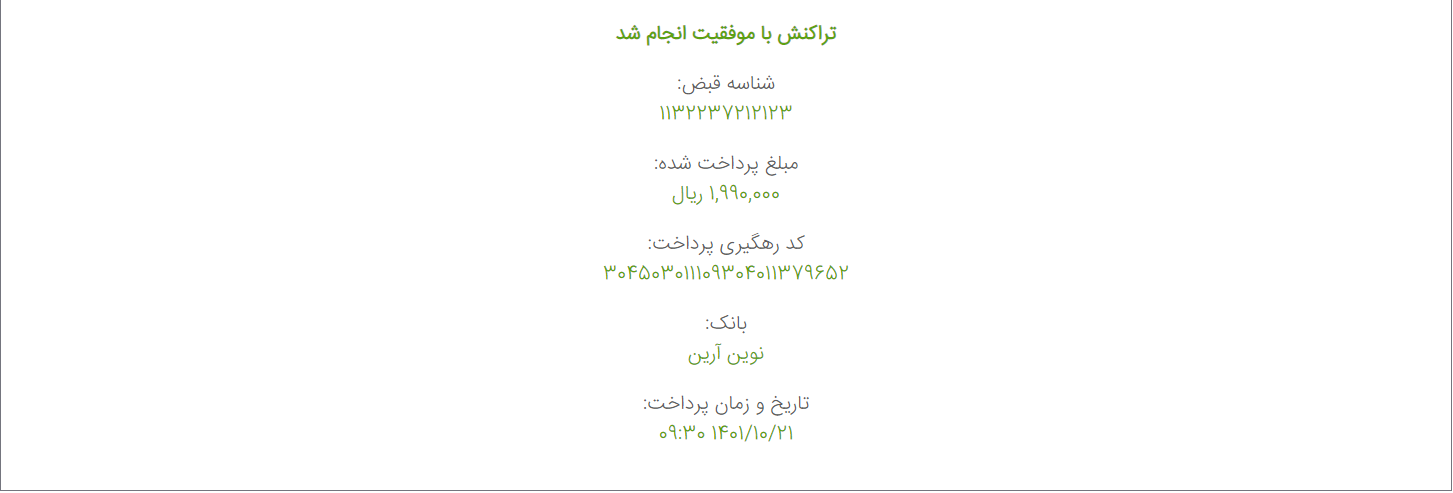 تراکنش با موفقیت انجام شد
شناسه قبض:
۱۱۳۲۲۳۷۲۱۲۱۲۳
مبلغ پرداخت شده:
۱,۹۹۰,۰۰۰ ریال
کد رهگیری پرداخت:
۳۰۴۵۰۳۰۱۱۱۰۹۳۰۴۰۱۱۳۷۹۶۵۲
بانک:
نوین آرین
تاریخ و زمان پرداخت:
۱۴۰۱/۱۰/۲۱ ۰۹:۳۰